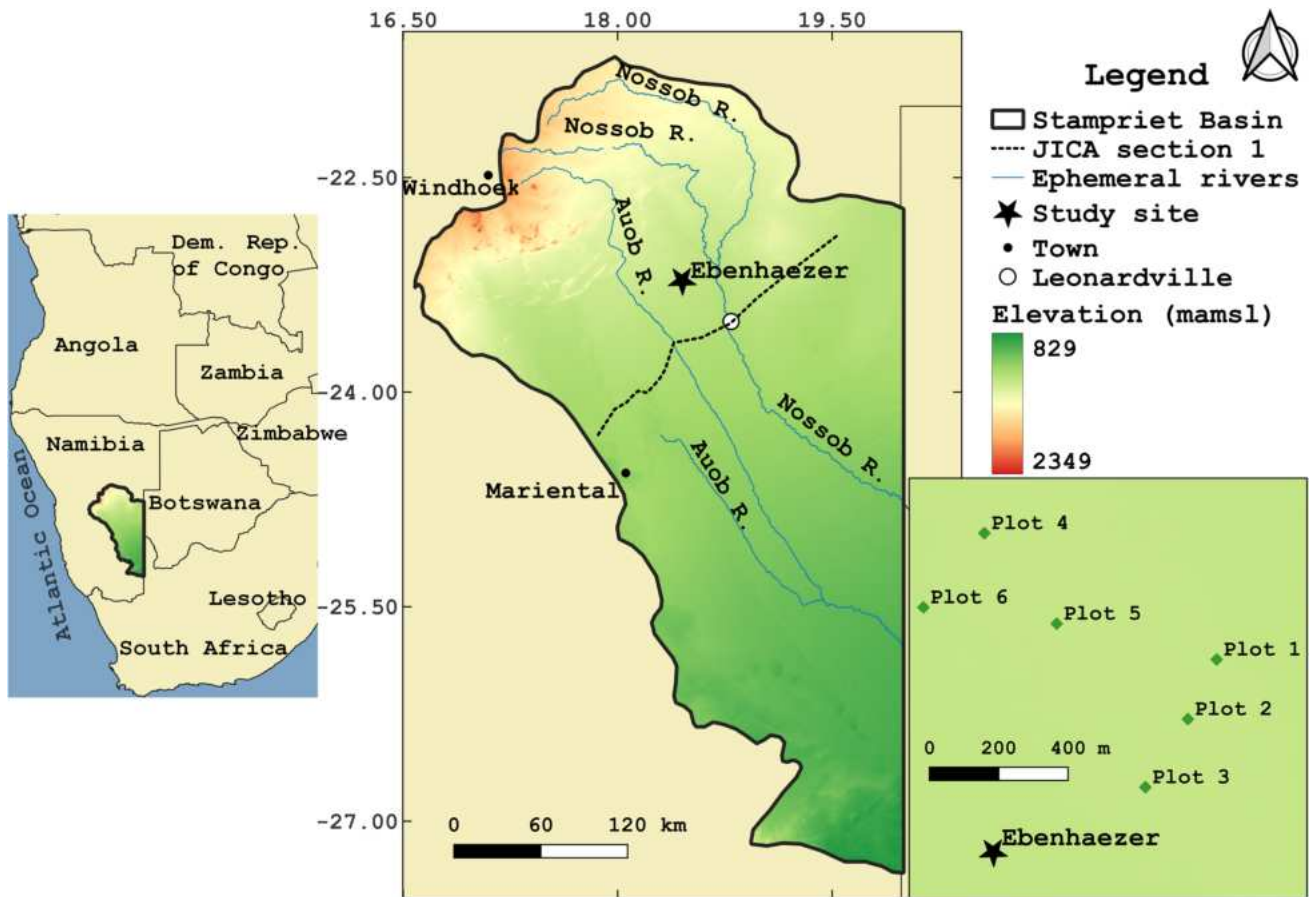 Dem. Rep.
of Congo
Angola
Zambia
Namibia
Zimbabwe
Botswana
Atlantic Ocean
Lesotho
South Africa
16.50 18.00 19.50
-22.50
-24.00
-25.50
-27.00
Nossob R.
Nossob R.
Windhoek
Auob R.
Ebenhaezer
Nossob R.
Auob R.
Mariental
0 60 120 km
Legend
Stampriet Basin
JICA section 1
Ephemeral rivers
Study site
Town
Leonardville
Elevation (mamsl)
829
2349
Plot 4
Plot 6
Plot 5
Plot 1
Plot 2
0 200 400 m
Plot 3
Ebenhaezer